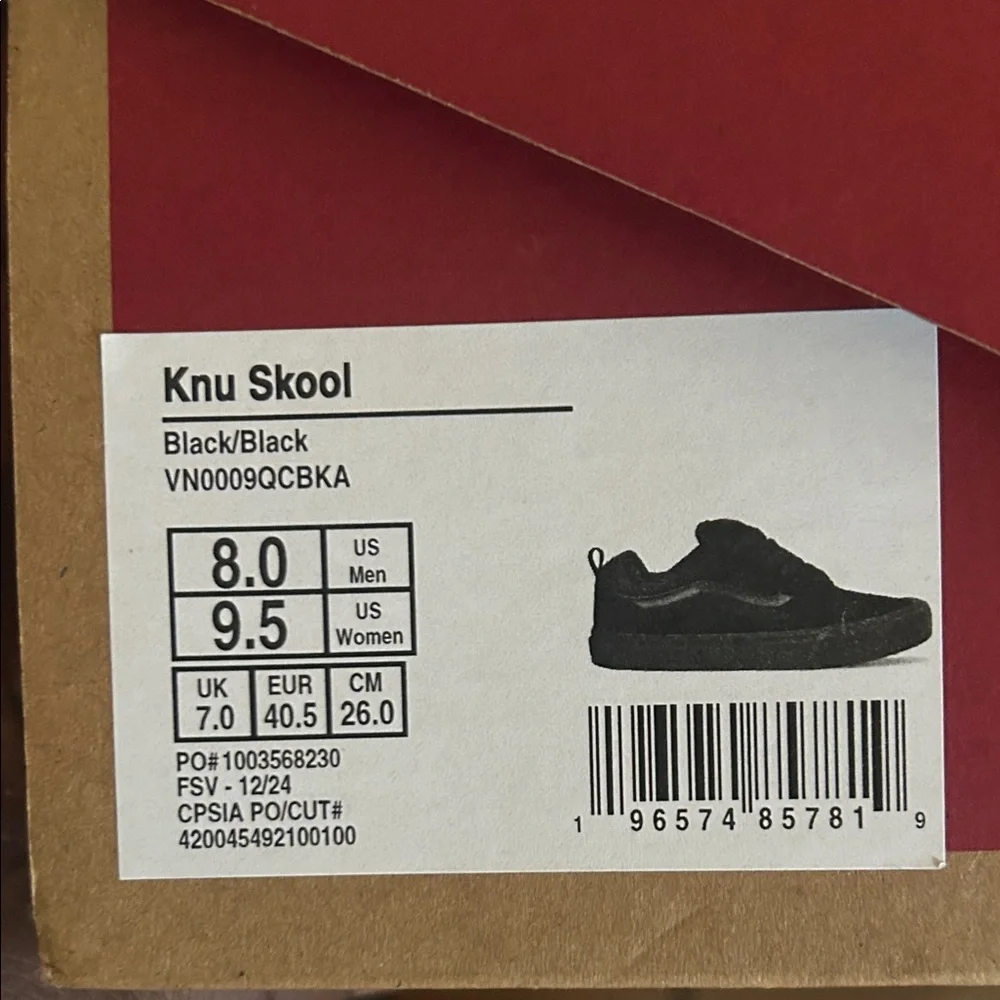 Knu Skool
Black/Black
VN0009QCBKA
8.0 US Men
9.5 US Women
UK EUR CM
7.0 40.5 26.0
PO#1003568230
FSV - 12/24
CPSIA PO/CUT#
420045492100100
1 96574 85781 9